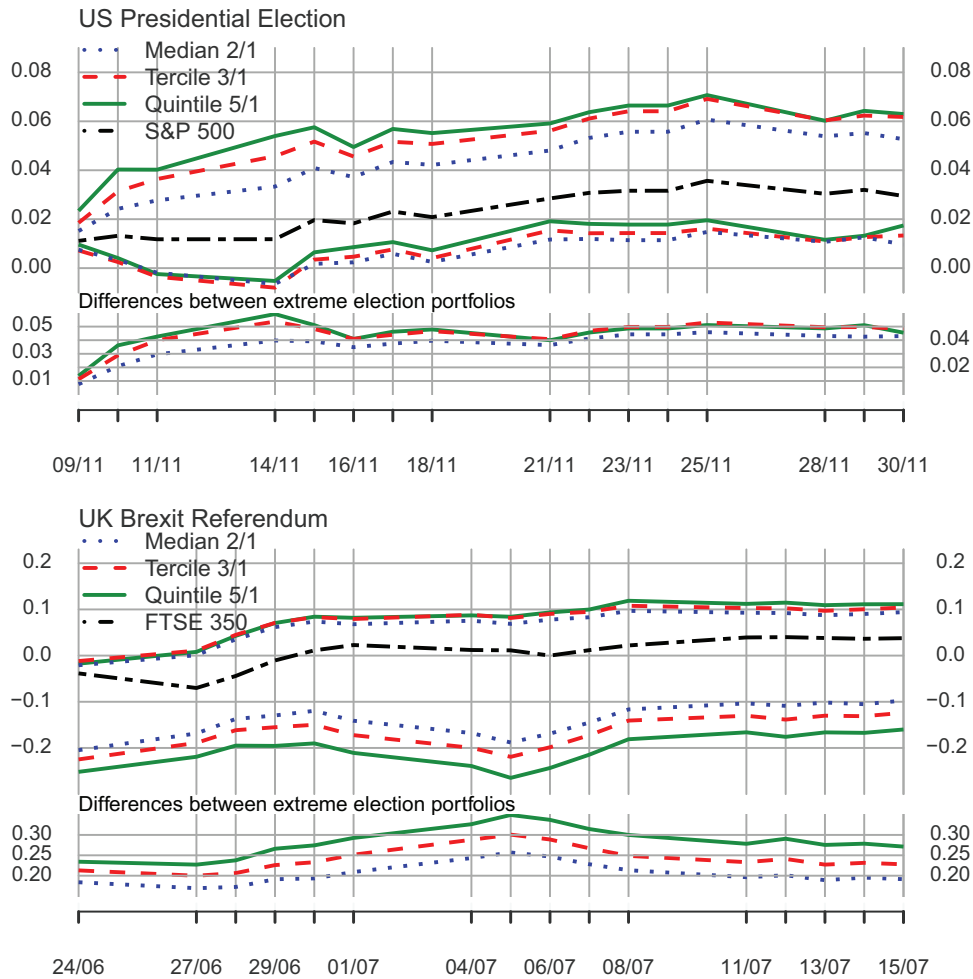 US Presidential Election
Median 2/1
Tercile 3/1
Quintile 5/1
S&P 500
0.08 0.08
0.06 0.06
0.04 0.04
0.02 0.02
0.00 0.00
Differences between extreme election portfolios
0.05
0.04
0.03
0.02
0.01
09/11 11/11 14/11 16/11 18/11 21/11 23/11 25/11 28/11 30/11
UK Brexit Referendum
Median 2/1
Tercile 3/1
Quintile 5/1
FTSE 350
0.2 0.2
0.1 0.1
0.0 0.0
−0.1 −0.1
−0.2 −0.2
Differences between extreme election portfolios
0.30 0.30
0.25 0.25
0.20 0.20
24/06 27/06 29/06 01/07 04/07 06/07 08/07 11/07 13/07 15/07